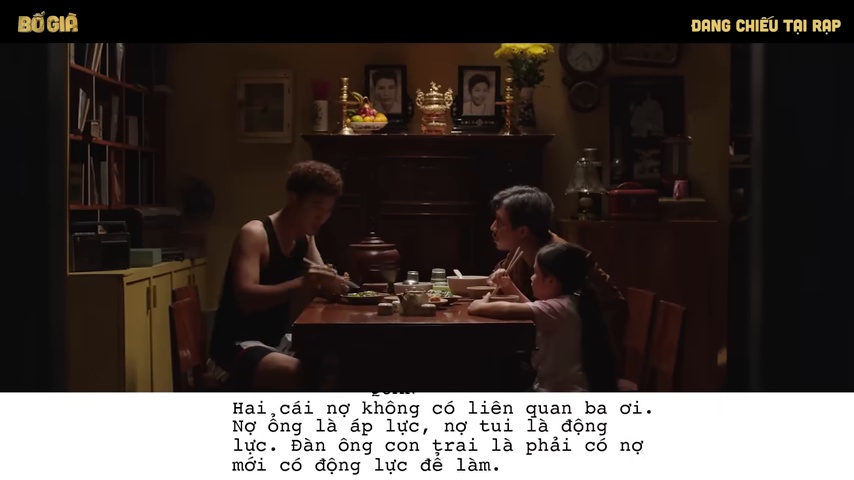 BỐ GIÀ
ĐANG CHIẾU TẠI RẠP
Hai cái nợ không có liên quan ba ơi.
Nợ ổng là áp lực, nợ tui là động
lực. Đàn ông con trai là phải có nợ
mới có động lực để làm.